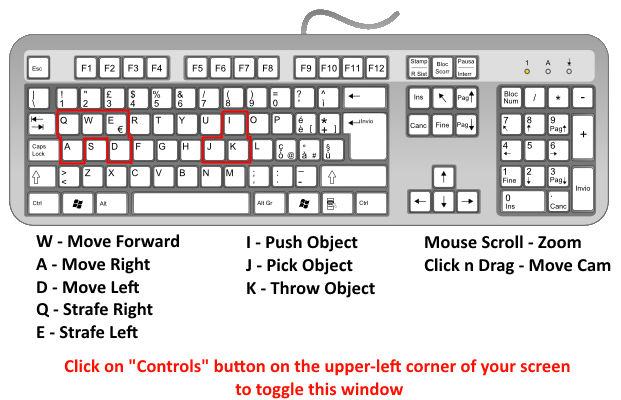 Esc F1 F2 F3 F4 F5 F6 F7 F8 F9 F10 F11 F12 Stamp R Sist Bloc Scorr Pausa Interr 1 A
| \ ! 1 " 2 £ 3 $ 4 % 5 & 6 / 7 ( 8 ) 9 = 0 ? ' ^ ì Ins Pag Bloc Num / * -
Q W E € R T Y U I O P é è [ * + ] Invio Canc Fine Pag 7 8 9 Pag +
Caps Lock A S D F G H J K L ç ò @ ° à # § ù 4 5 6
> < Z X C V B N M ; , : . _ - 1 Fine 2 3 Pag Invio
Ctrl Alt Alt Gr Ctrl 0 Ins . Canc
W - Move Forward
A - Move Right
D - Move Left
Q - Strafe Right
E - Strafe Left
I - Push Object
J - Pick Object
K - Throw Object
Mouse Scroll - Zoom
Click n Drag - Move Cam
Click on "Controls" button on the upper-left corner of your screen
to toggle this window